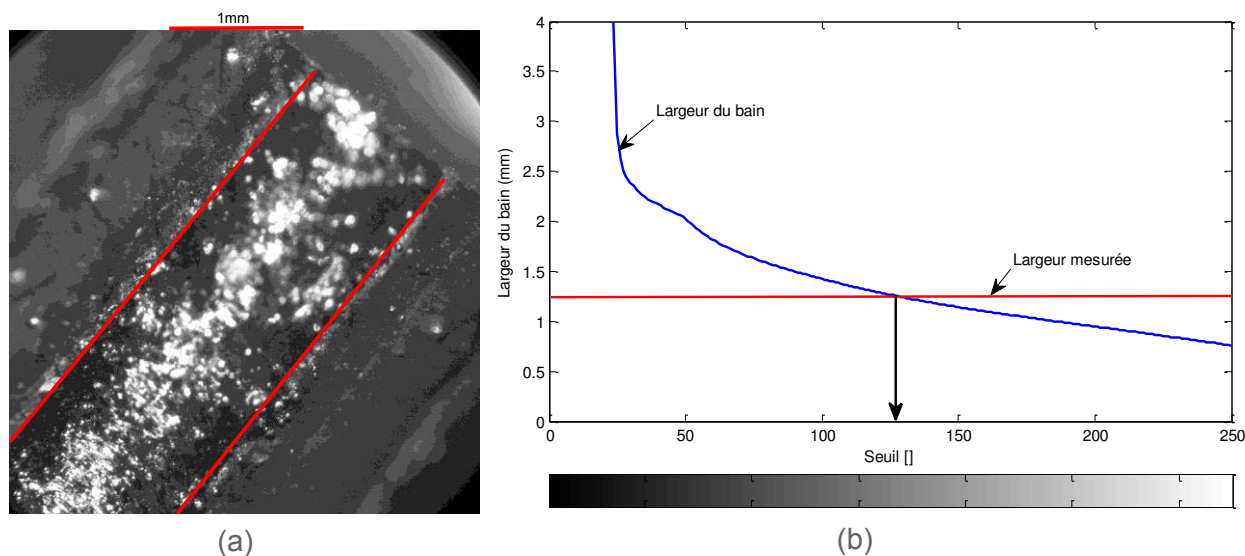 1mm
(a)
4
3.5
3
2.5
2
1.5
1
0.5
0
Largeur du bain (mm)
Largeur du bain
Largeur mesurée
0 50 100 150 200 250
Seuil []
(b)